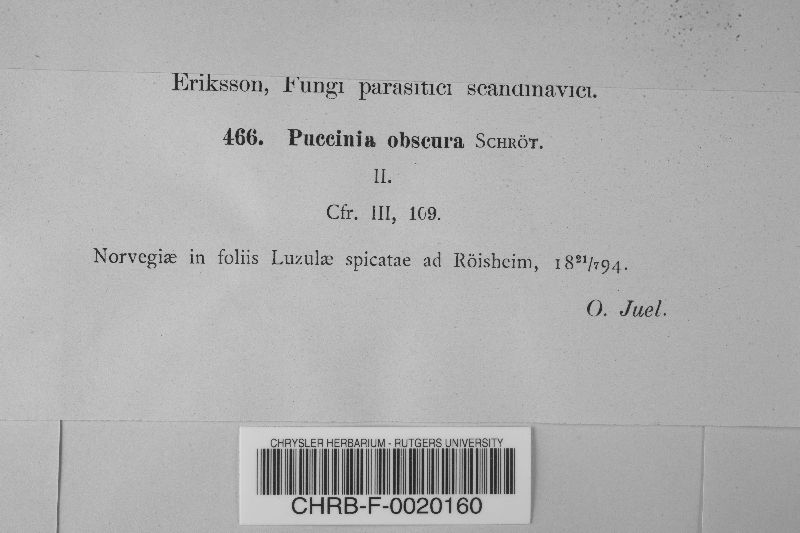 Eriksson, Fungi parasitici scandinavici.
466. Puccinia obscura SCHRÖT.
II.
Cfr. III, 109.
Norvegiæ in foliis Luzulæ spicatae ad Röisheim, 18²¹/₇94.
O. Juel.
CHRYSLER HERBARIUM - RUTGERS UNIVERSITY
CHRB-F-0020160